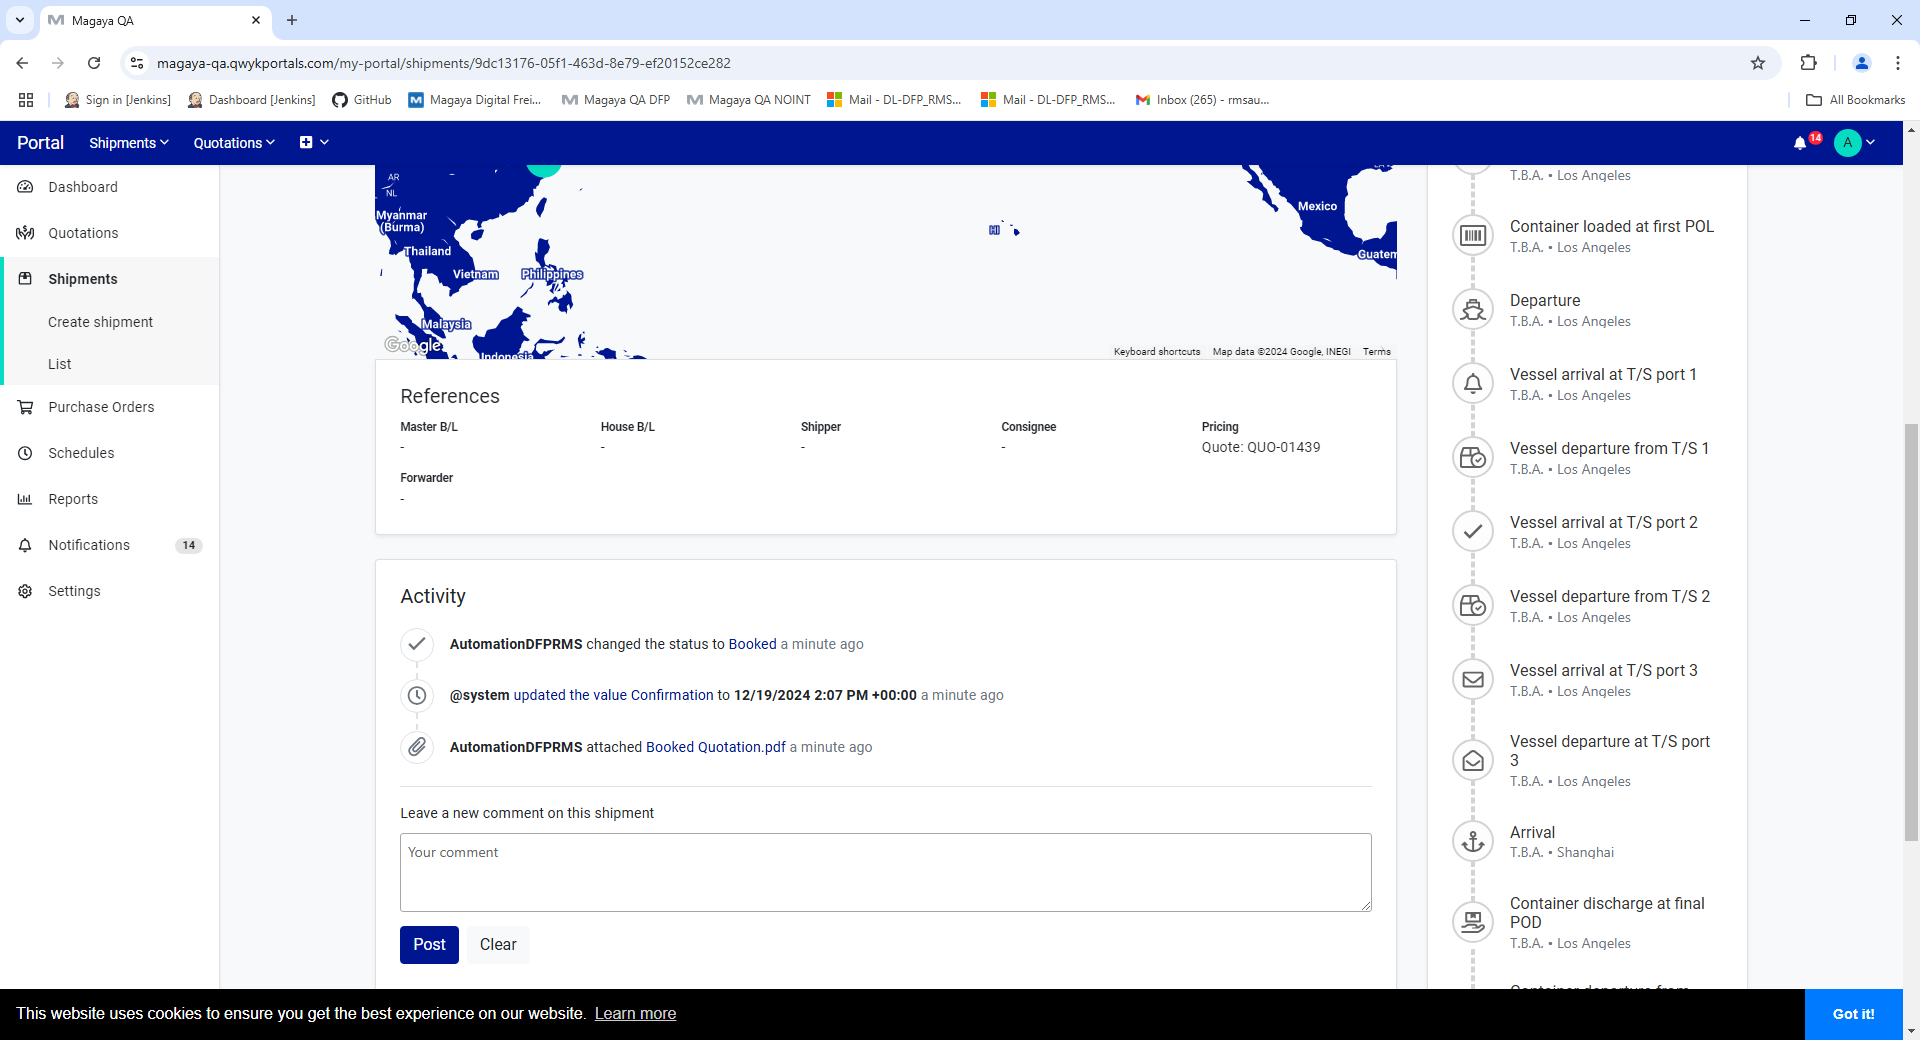 Magaya QA
magaya-qa.qwykportals.com/my-portal/shipments/9dc13176-05f1-463d-8e79-ef20152ce282
Sign in [Jenkins]
Dashboard [Jenkins]
GitHub
Magaya Digital Frei...
Magaya QA DFP
Magaya QA NOINT
Mail - DL-DFP_RMS...
Mail - DL-DFP_RMS...
Inbox (265) - rmsau...
All Bookmarks
Portal
Shipments
Quotations
14
A
Dashboard
Quotations
Shipments
Create shipment
List
Purchase Orders
Schedules
Reports
Notifications
14
Settings
AR
NL
Myanmar
(Burma)
Thailand
Vietnam
Philippines
Malaysia
Indonesia
HI
Mexico
Guatem
Google
Keyboard shortcuts
Map data ©2024 Google, INEGI
Terms
References
Master B/L
-
House B/L
-
Shipper
-
Consignee
-
Pricing
Quote: QUO-01439
Forwarder
-
Activity
AutomationDFPRMS changed the status to Booked a minute ago
@system updated the value Confirmation to 12/19/2024 2:07 PM +00:00 a minute ago
AutomationDFPRMS attached Booked Quotation.pdf a minute ago
Leave a new comment on this shipment
Your comment
Post
Clear
T.B.A. • Los Angeles
Container loaded at first POL
T.B.A. • Los Angeles
Departure
T.B.A. • Los Angeles
Vessel arrival at T/S port 1
T.B.A. • Los Angeles
Vessel departure from T/S 1
T.B.A. • Los Angeles
Vessel arrival at T/S port 2
T.B.A. • Los Angeles
Vessel departure from T/S 2
T.B.A. • Los Angeles
Vessel arrival at T/S port 3
T.B.A. • Los Angeles
Vessel departure at T/S port
3
T.B.A. • Los Angeles
Arrival
T.B.A. • Shanghai
Container discharge at final
POD
T.B.A. • Los Angeles
Container departure from
This website uses cookies to ensure you get the best experience on our website. Learn more
Got it!